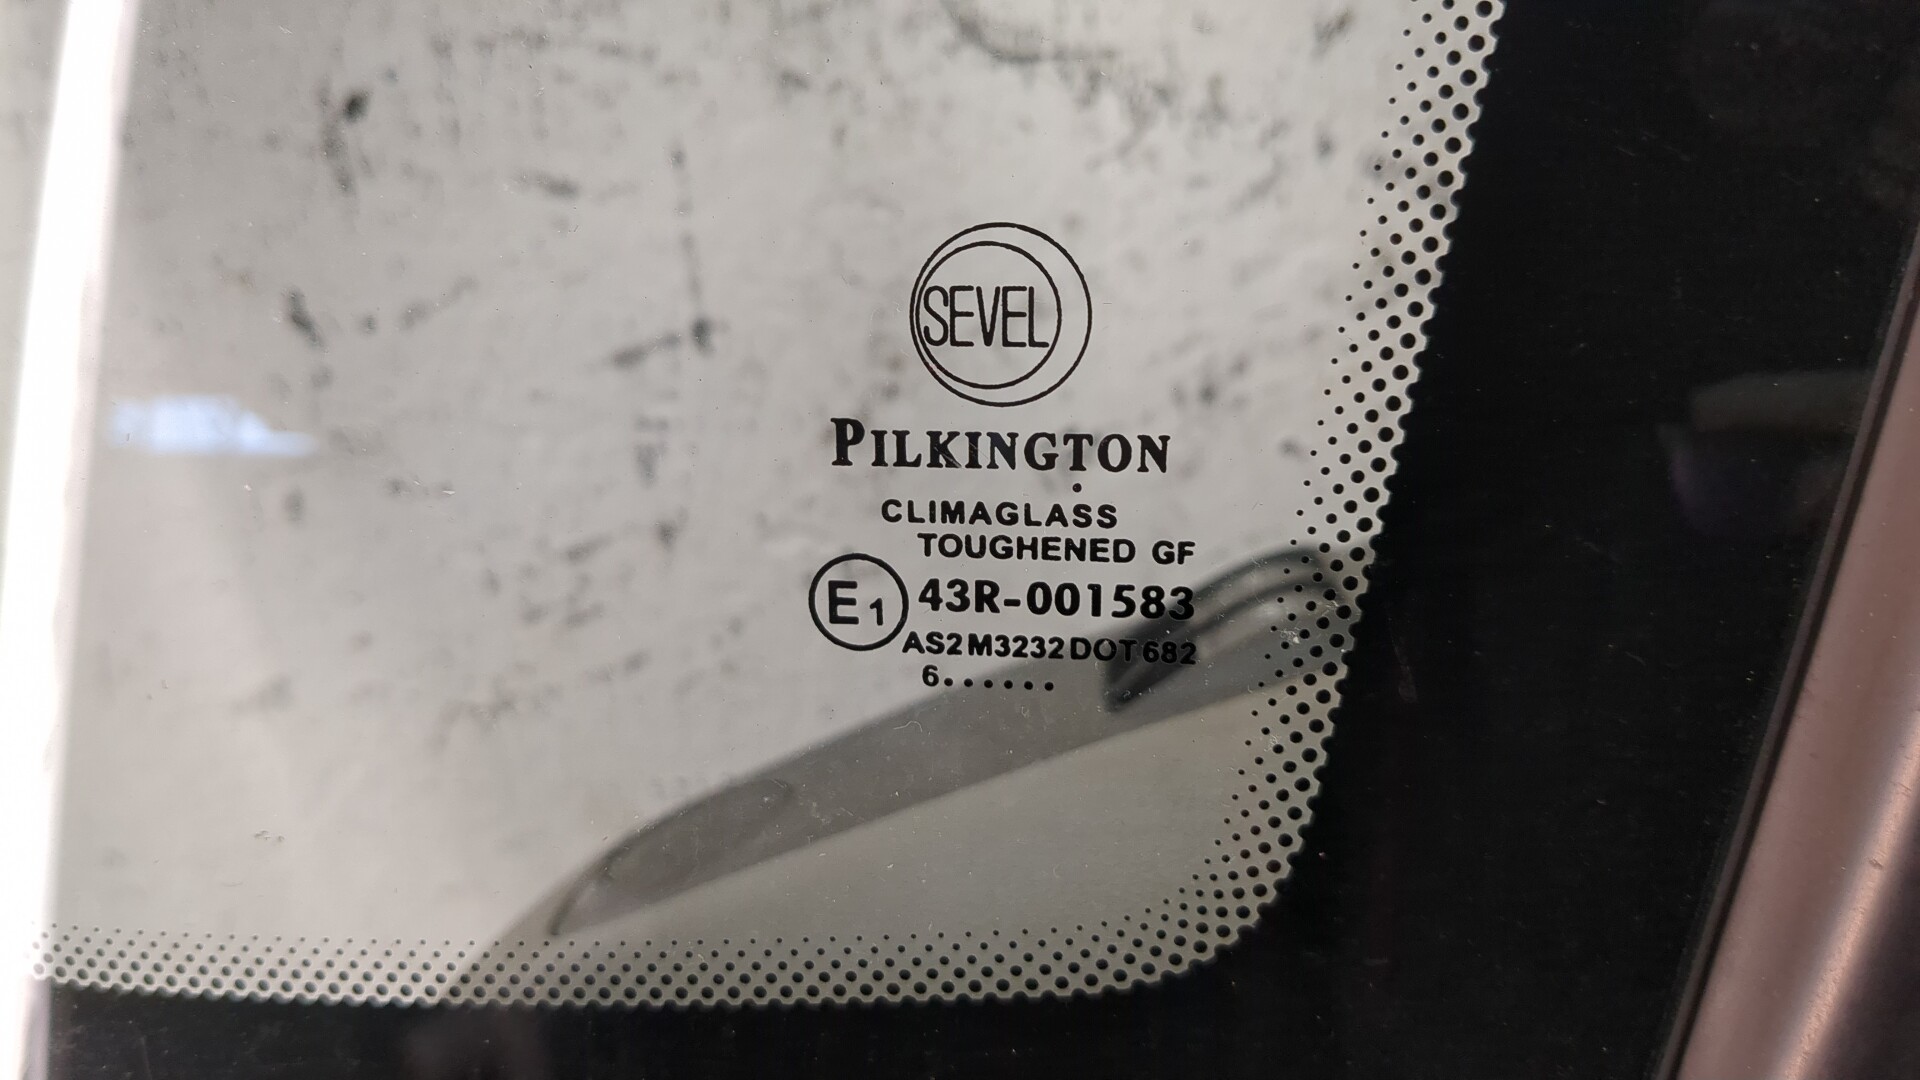 SEVEL
PILKINGTON
CLIMAGLASS
TOUGHENED GF
E1 43R-001583
AS2 M3232 DOT 682
6......